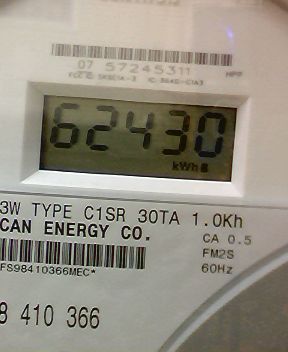 07 57245311
62430
kWh
3W TYPE C1SR 30TA 1.0Kh
CAN ENERGY CO.
CA 0.5
FM2S
60Hz
FS98410366MEC*
8 410 366